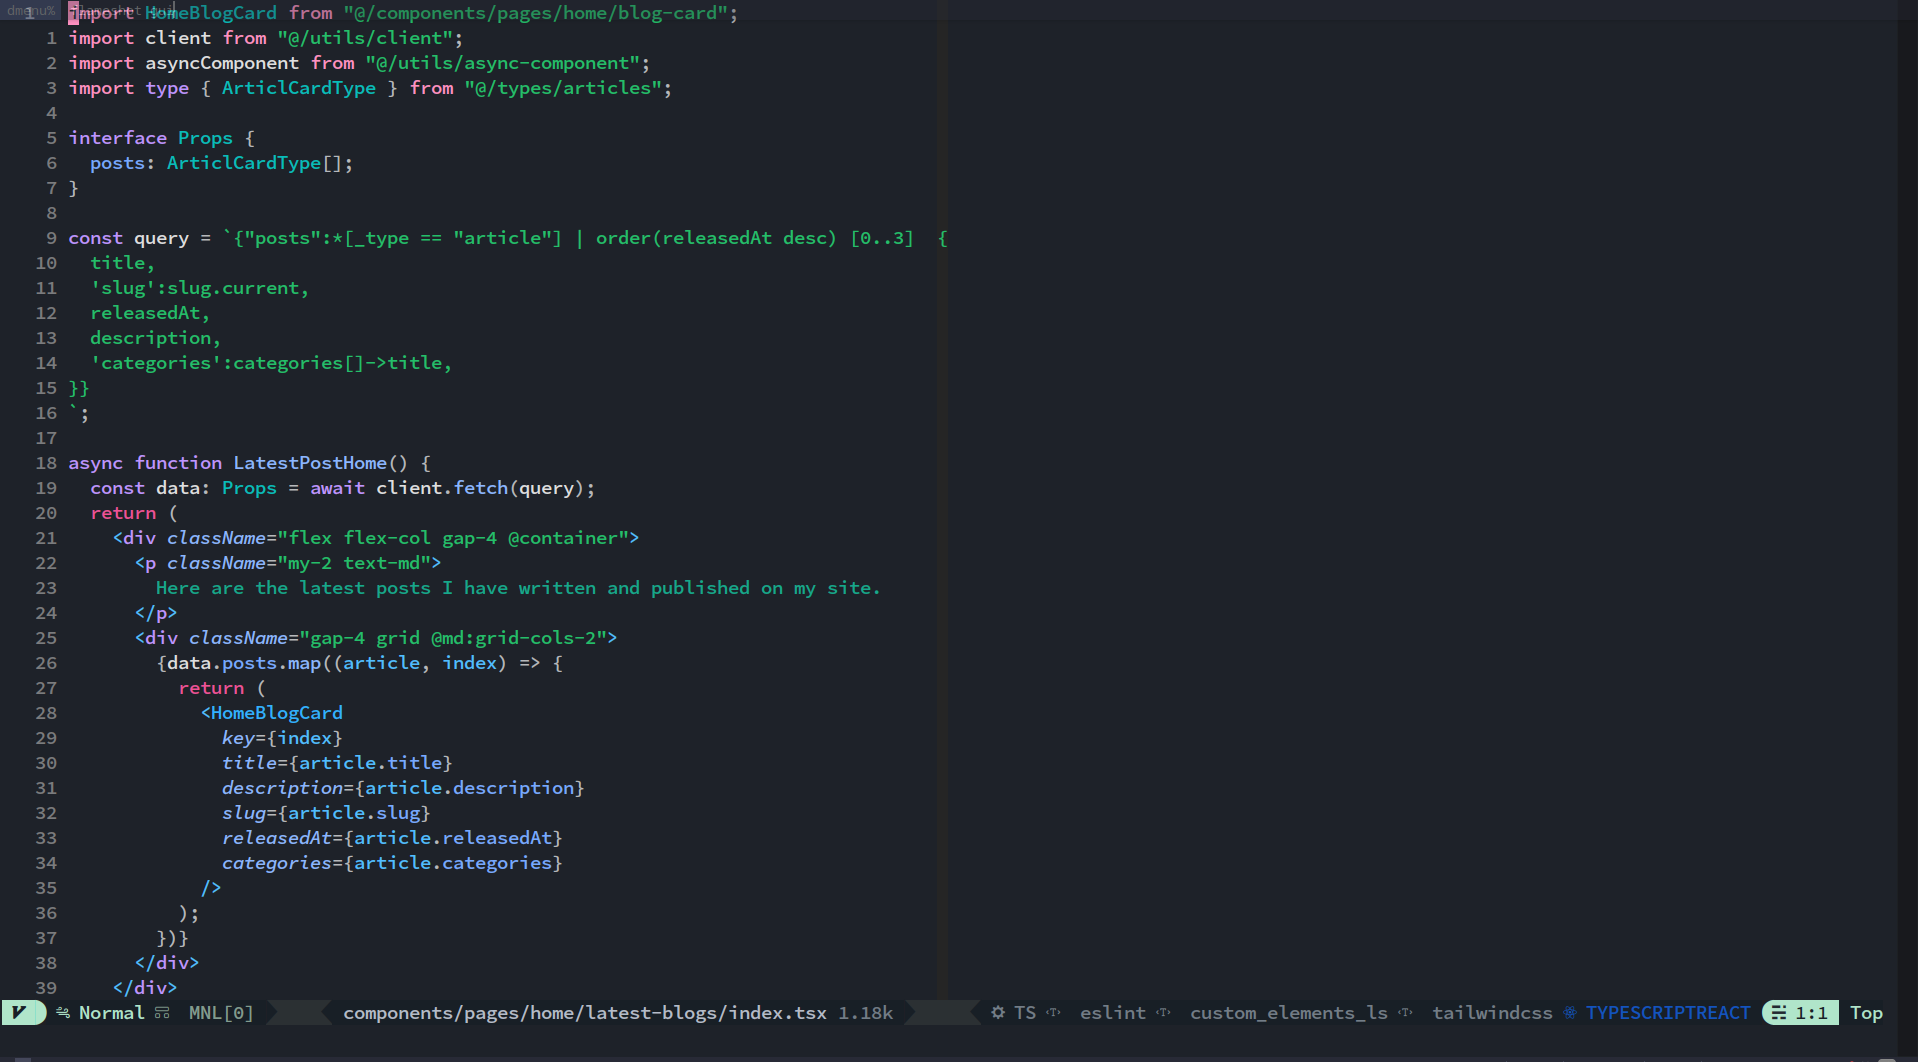 1 import HomeBlogCard from "@/components/pages/home/blog-card";
1 import client from "@/utils/client";
2 import asyncComponent from "@/utils/async-component";
3 import type { ArticlCardType } from "@/types/articles";
4
5 interface Props {
6   posts: ArticlCardType[];
7 }
8
9 const query = `{"posts":*[_type == "article"] | order(releasedAt desc) [0..3]  {
10   title,
11   'slug':slug.current,
12   releasedAt,
13   description,
14   'categories':categories[]->title,
15 }}
16 `;
17
18 async function LatestPostHome() {
19   const data: Props = await client.fetch(query);
20   return (
21     <div className="flex flex-col gap-4 @container">
22       <p className="my-2 text-md">
23         Here are the latest posts I have written and published on my site.
24       </p>
25       <div className="gap-4 grid @md:grid-cols-2">
26         {data.posts.map((article, index) => {
27           return (
28             <HomeBlogCard
29               key={index}
30               title={article.title}
31               description={article.description}
32               slug={article.slug}
33               releasedAt={article.releasedAt}
34               categories={article.categories}
35             />
36           );
37         })}
38       </div>
39     </div>
Normal MNL[0] components/pages/home/latest-blogs/index.tsx 1.18k TS eslint custom_elements_ls tailwindcss TYPESCRIPTREACT 1:1 Top